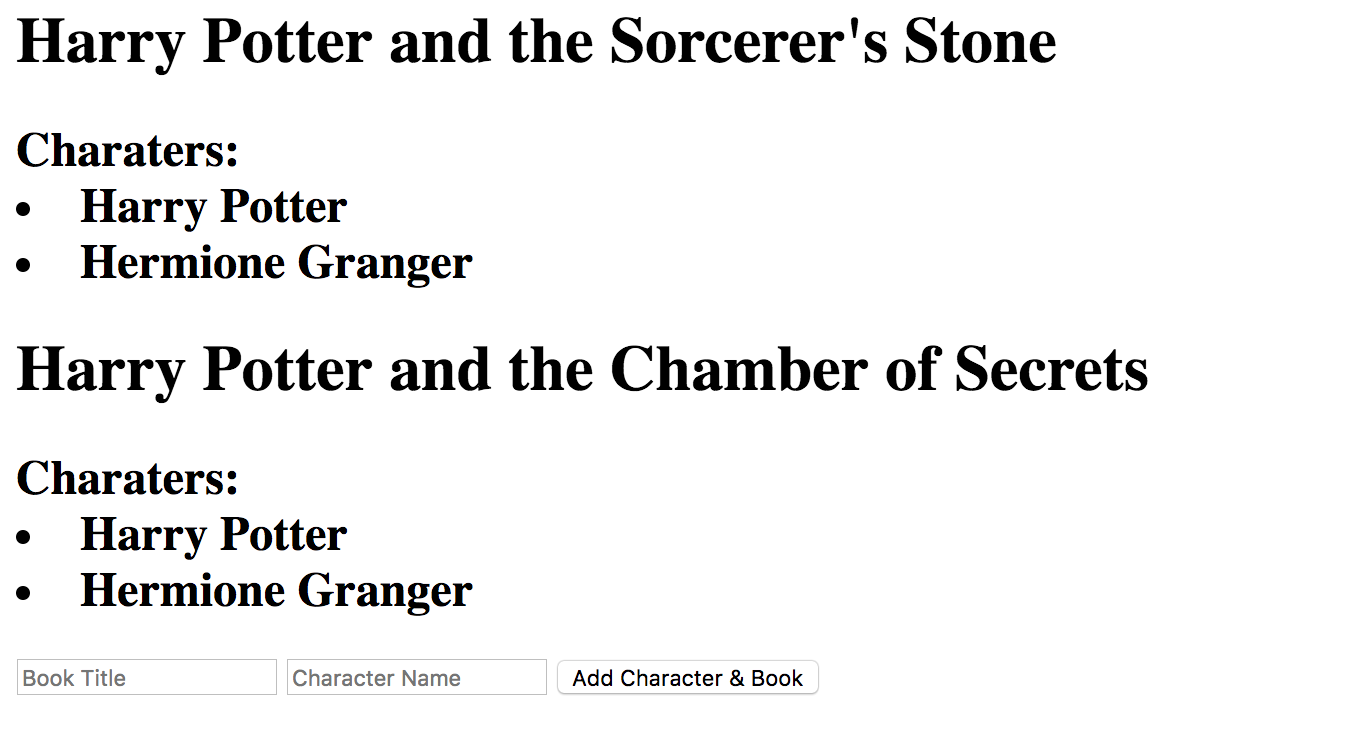 Harry Potter and the Sorcerer's Stone
Charaters:
• Harry Potter
• Hermione Granger
Harry Potter and the Chamber of Secrets
Charaters:
• Harry Potter
• Hermione Granger
Book Title Character Name Add Character & Book